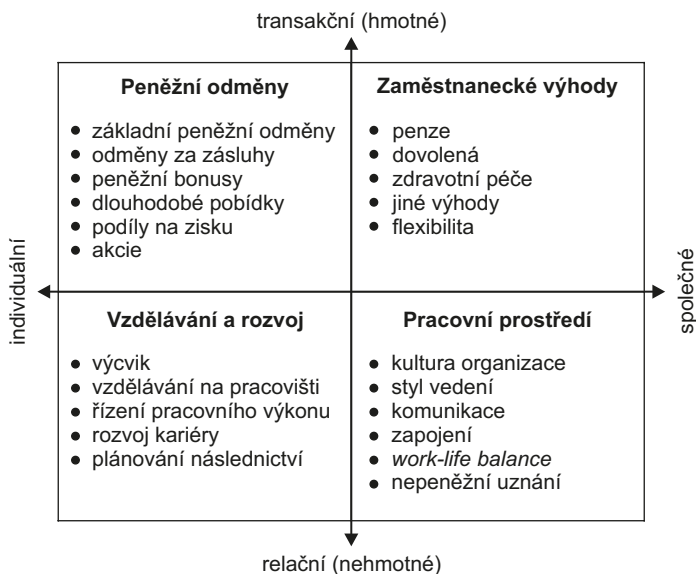 transakční (hmotné)
Peněžní odměny
• základní peněžní odměny
• odměny za zásluhy
• peněžní bonusy
• dlouhodobé pobídky
• podíly na zisku
• akcie
Zaměstnanecké výhody
• penze
• dovolená
• zdravotní péče
• jiné výhody
• flexibilita
individuální
společné
Vzdělávání a rozvoj
• výcvik
• vzdělávání na pracovišti
• řízení pracovního výkonu
• rozvoj kariéry
• plánování následnictví
Pracovní prostředí
• kultura organizace
• styl vedení
• komunikace
• zapojení
• work-life balance
• nepeněžní uznání
relační (nehmotné)